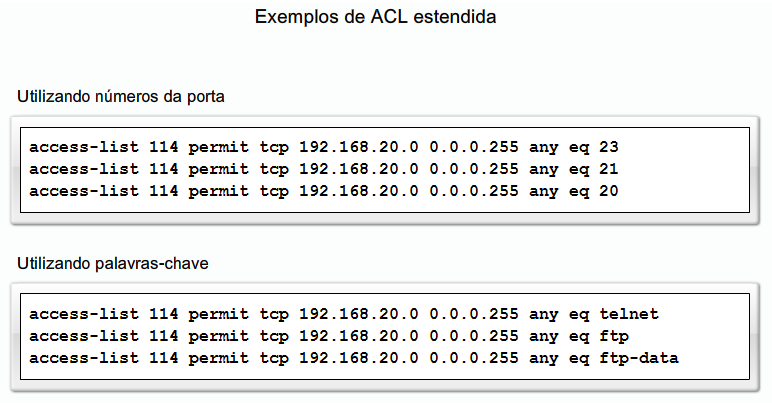 Exemplos de ACL estendida
Utilizando números da porta
access-list 114 permit tcp 192.168.20.0 0.0.0.255 any eq 23
access-list 114 permit tcp 192.168.20.0 0.0.0.255 any eq 21
access-list 114 permit tcp 192.168.20.0 0.0.0.255 any eq 20
Utilizando palavras-chave
access-list 114 permit tcp 192.168.20.0 0.0.0.255 any eq telnet
access-list 114 permit tcp 192.168.20.0 0.0.0.255 any eq ftp
access-list 114 permit tcp 192.168.20.0 0.0.0.255 any eq ftp-data